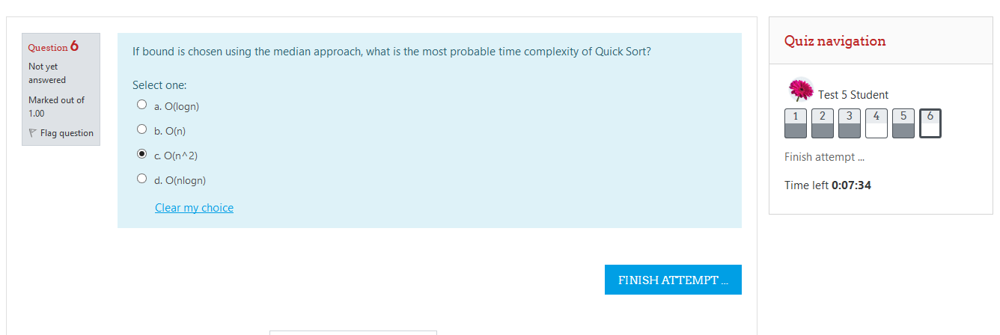 Question 6
Not yet
answered
Marked out of
1.00
Flag question
If bound is chosen using the median approach, what is the most probable time complexity of Quick Sort?
Select one:
a. O(logn)
b. O(n)
c. O(n^2)
d. O(nlogn)
Clear my choice
FINISH ATTEMPT ...
Quiz navigation
Test 5 Student
1 2 3 4 5 6
Finish attempt ...
Time left 0:07:34